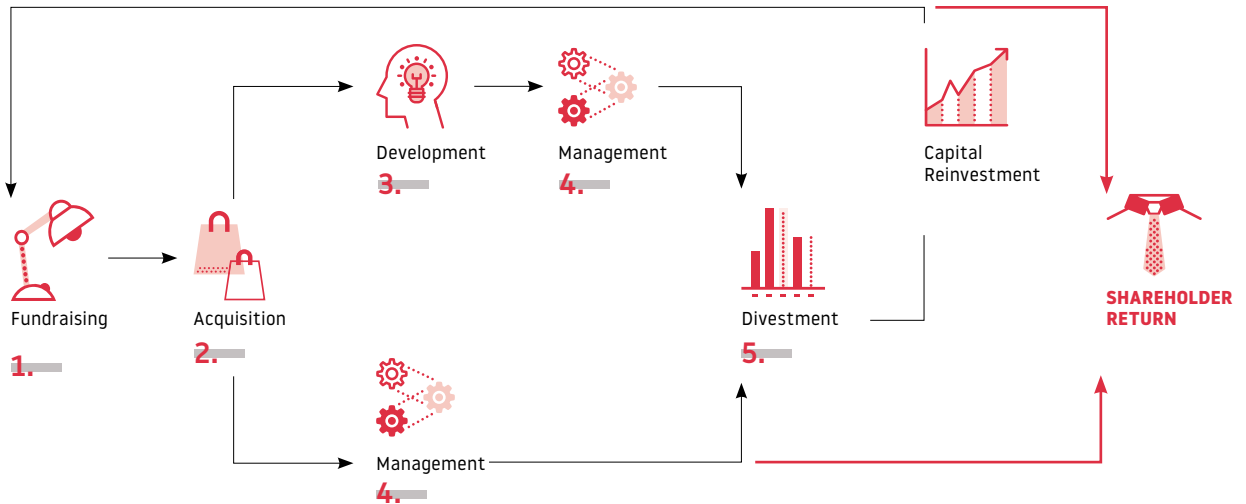 Development
3.
Management
4.
Capital
Reinvestment
Fundraising
1.
Acquisition
2.
Divestment
5.
SHAREHOLDER
RETURN
Management
4.